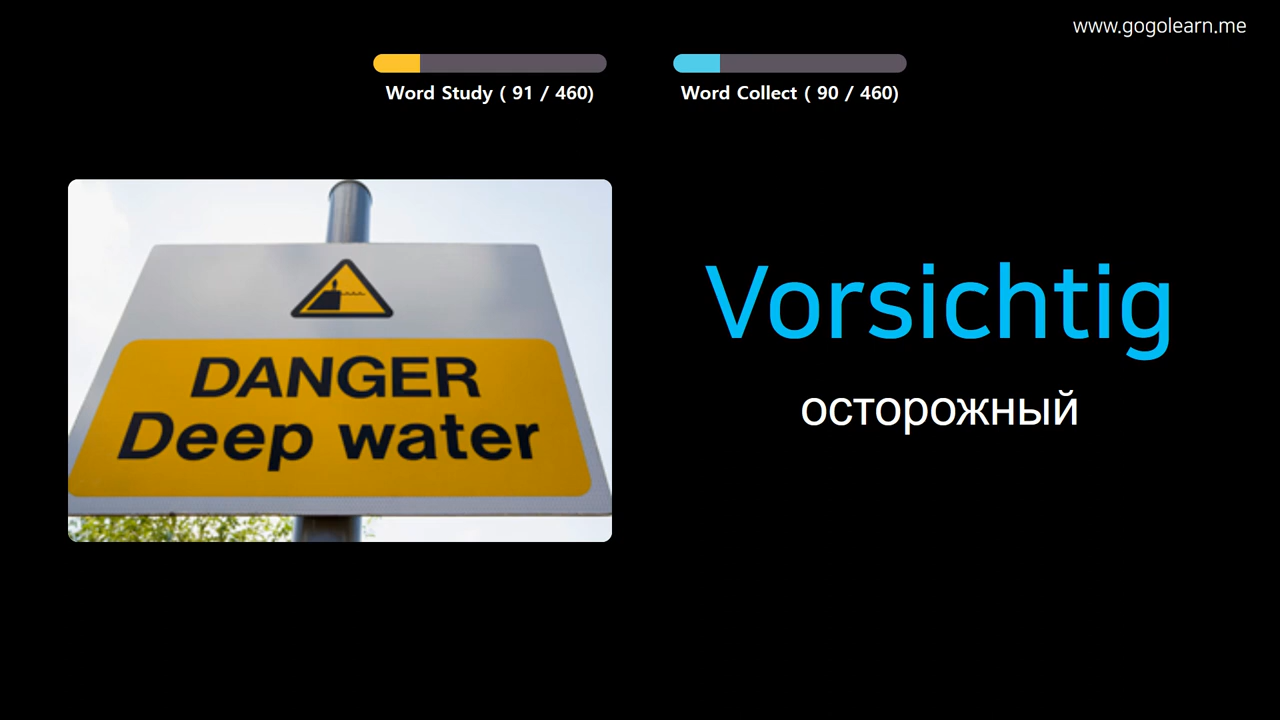 www.gogolearn.me
Word Study ( 91 / 460)
Word Collect ( 90 / 460)
DANGER
Deep water
Vorsichtig
осторожный